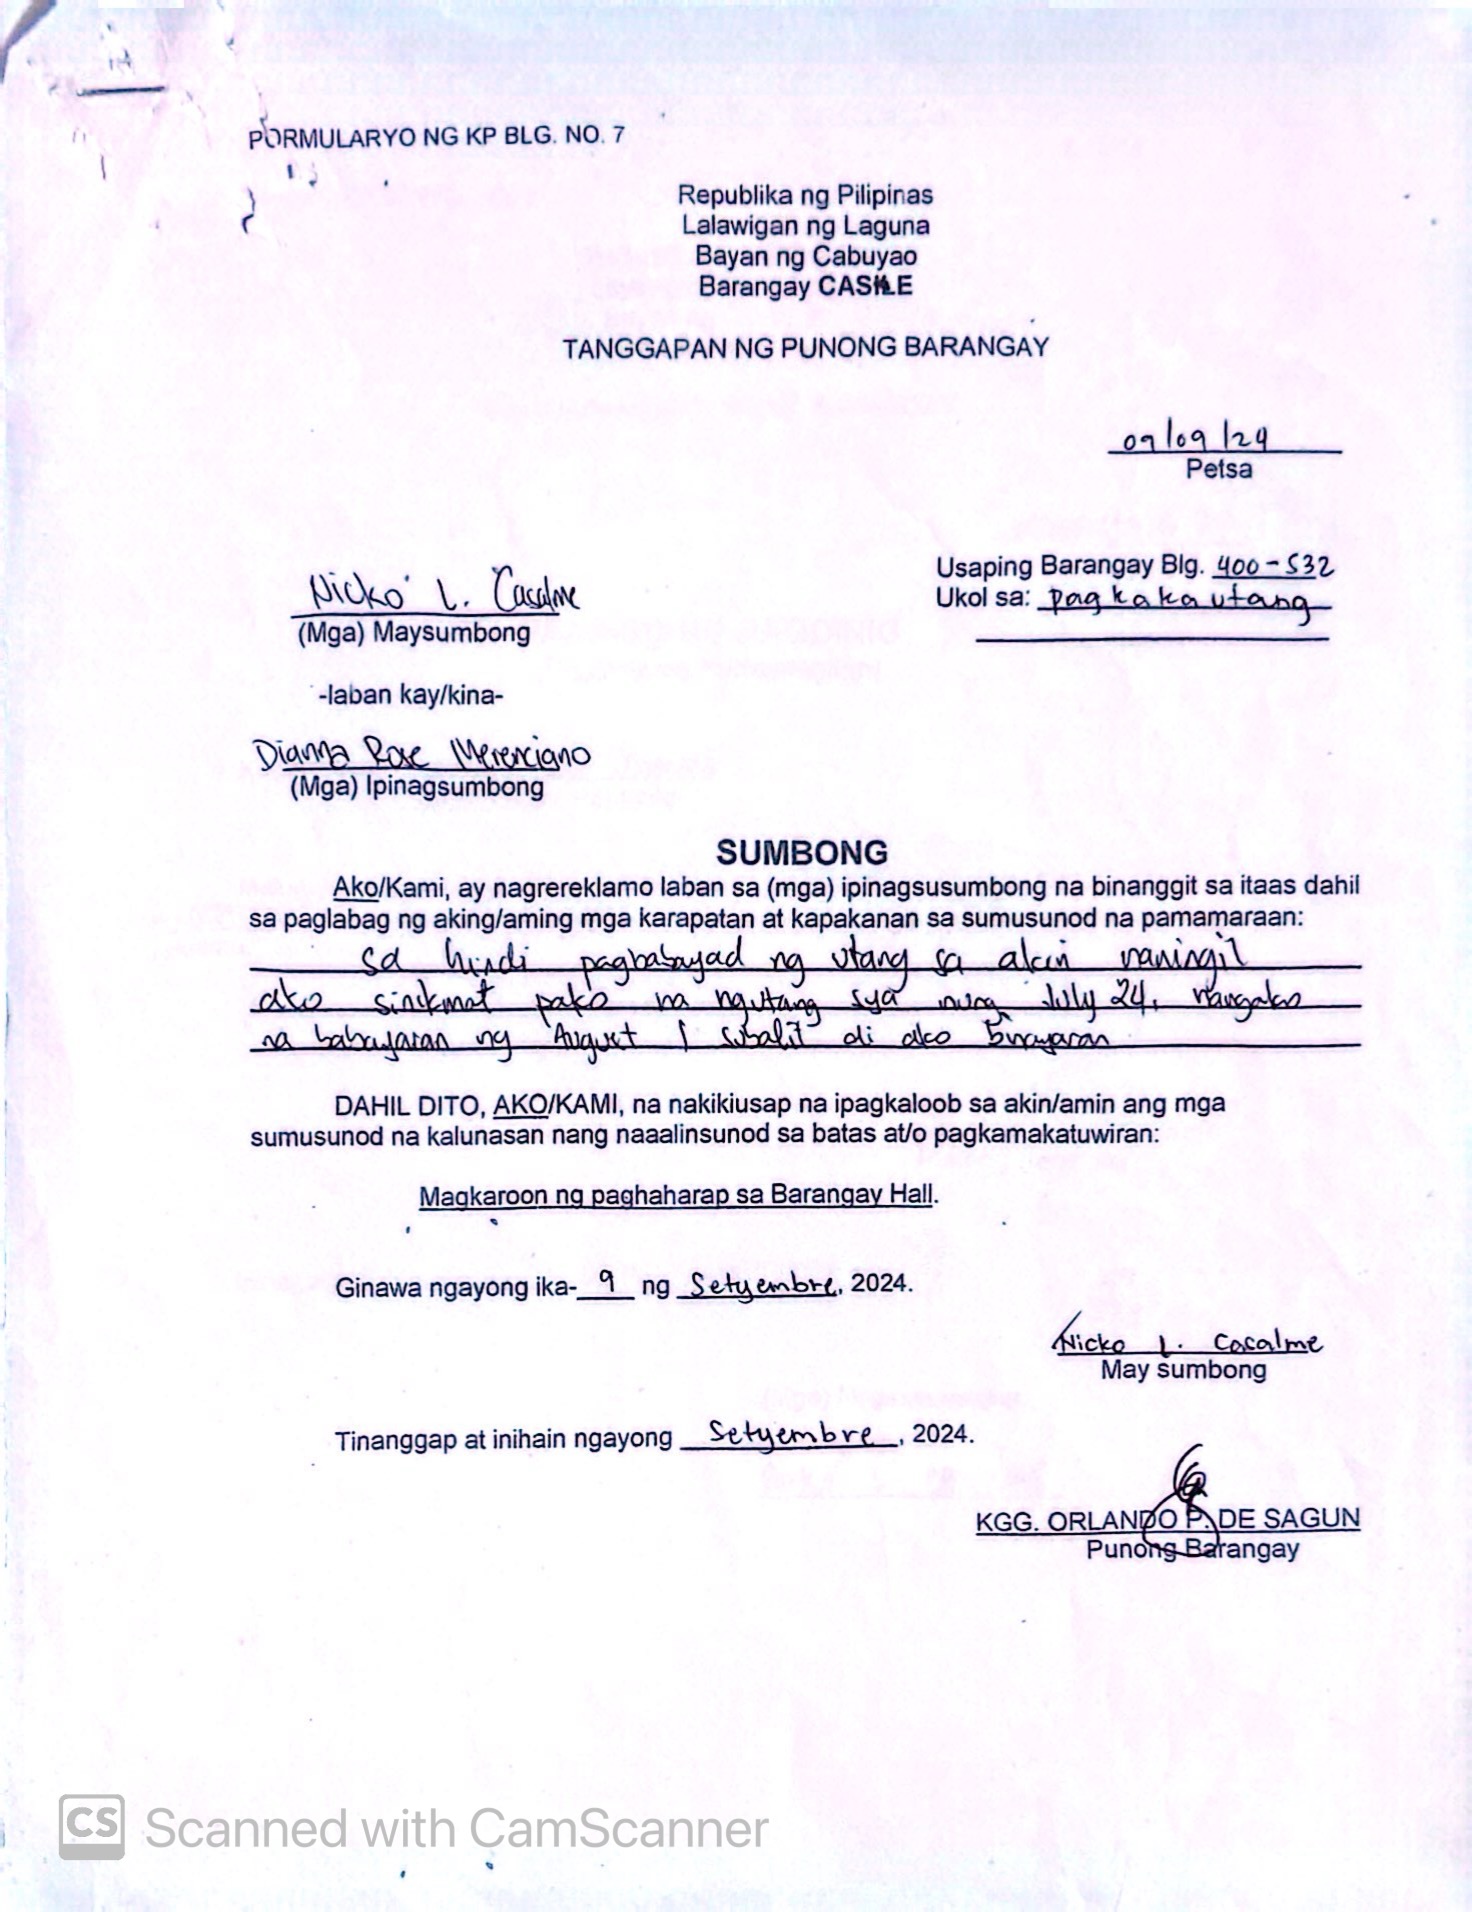 PORMULARYO NG KP BLG. NO. 7
Republika ng Pilipinas
Lalawigan ng Laguna
Bayan ng Cabuyao
Barangay CASILE
TANGGAPAN NG PUNONG BARANGAY
09/09/24
Petsa
Usaping Barangay Blg. 400-532
Ukol sa: pagkakautang
Nicko L. Casalme
(Mga) Maysumbong
-laban kay/kina-
Dianna Rose Merenciano
(Mga) Ipinagsumbong
SUMBONG
Ako/Kami, ay nagrereklamo laban sa (mga) ipinagsusumbong na binanggit sa itaas dahil
sa paglabag ng aking/aming mga karapatan at kapakanan sa sumusunod na pamamaraan:
sa hindi pagbabayad ng utang sa akin naningil
ako pako na ngutang sya nung July 24, nangako
na babayaran ng August 1 subalit di ako binayaran
DAHIL DITO, AKO/KAMI, na nakikiusap na ipagkaloob sa akin/amin ang mga
sumusunod na kalunasan nang naaalinsunod sa batas at/o pagkamakatuwiran:
Magkaroon ng paghaharap sa Barangay Hall.
Ginawa ngayong ika- 9 ng Setyembre, 2024.
Nicko L. Casalme
May sumbong
Tinanggap at inihain ngayong Setyembre, 2024.
KGG. ORLANDO P. DE SAGUN
Punong Barangay
CS Scanned with CamScanner